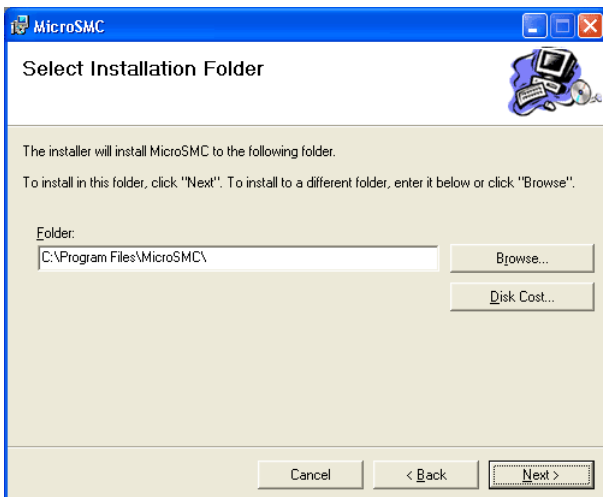 MicroSMC
Select Installation Folder
The installer will install MicroSMC to the following folder.
To install in this folder, click "Next". To install to a different folder, enter it below or click "Browse".
Folder:
C:\Program Files\MicroSMC\
Browse...
Disk Cost...
Cancel
< Back
Next >